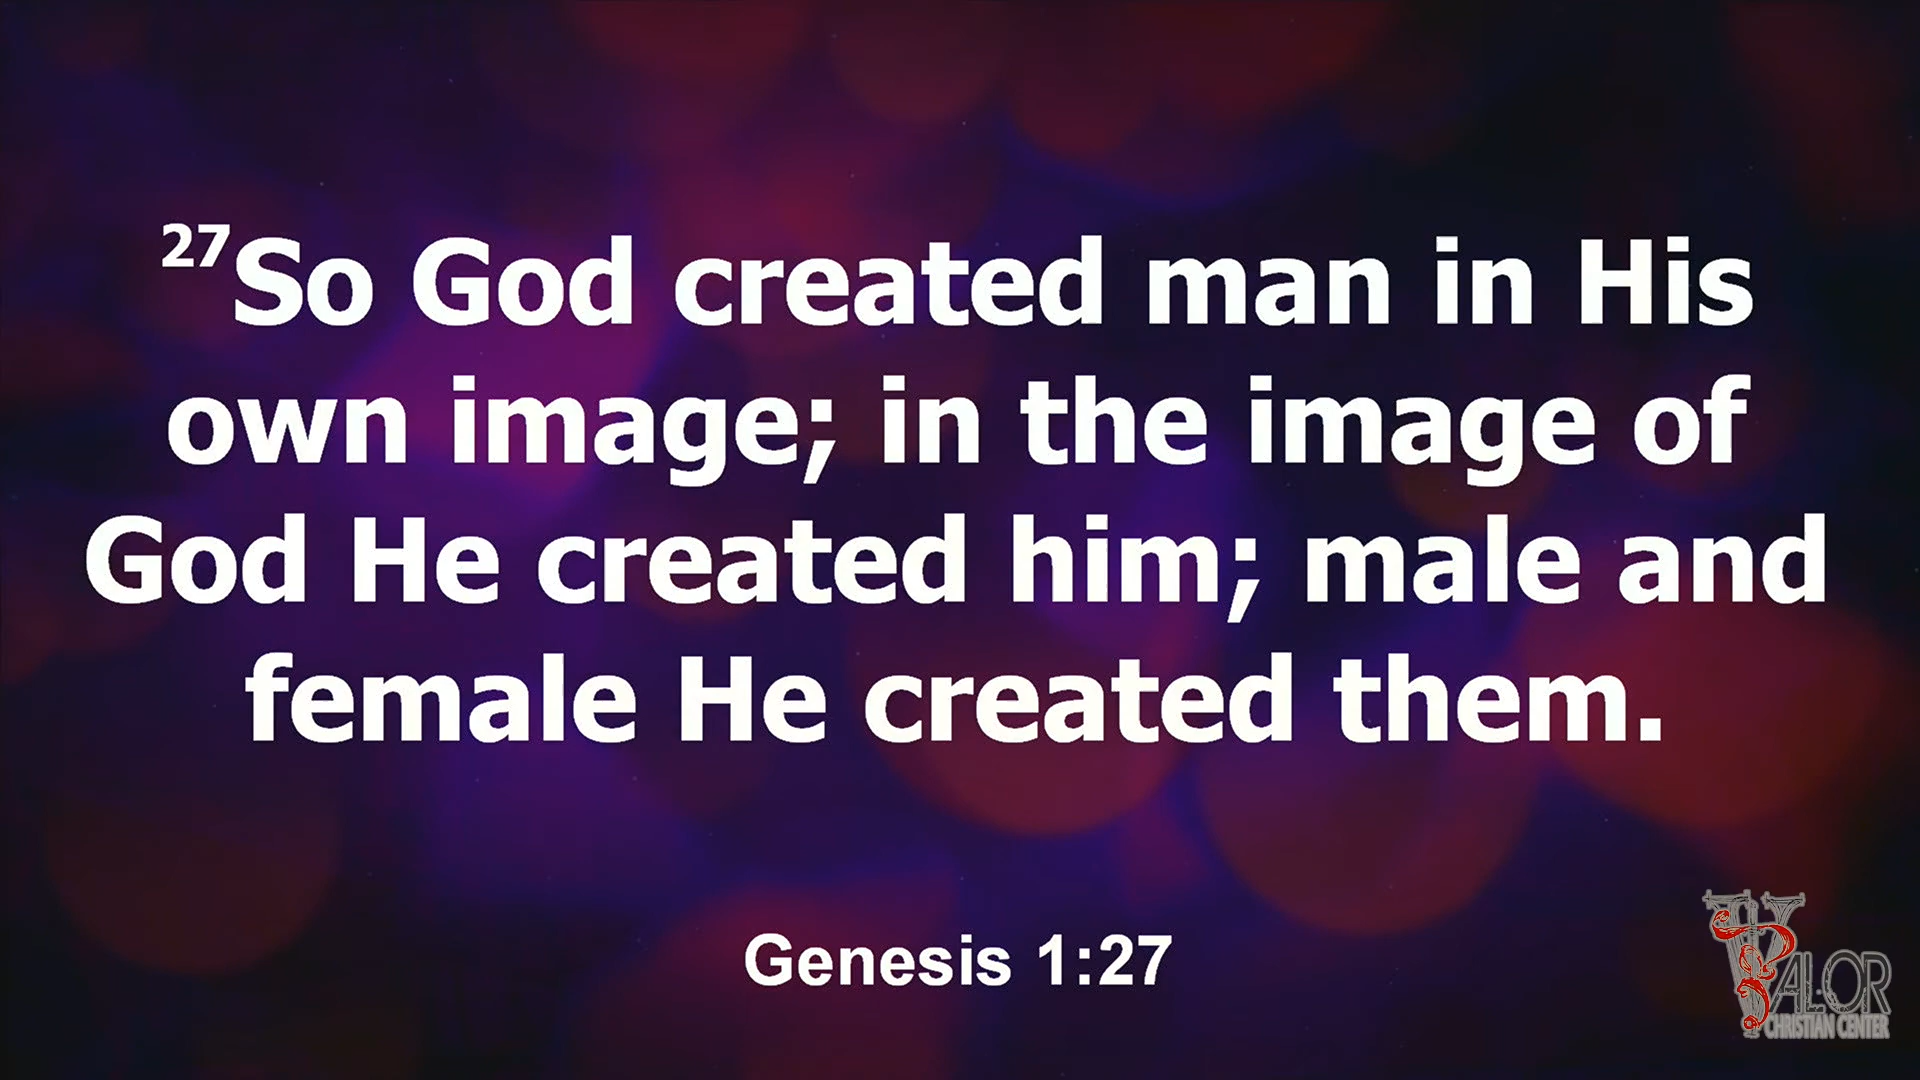 27So God created man in His
own image; in the image of
God He created him; male and
female He created them.
Genesis 1:27
VALOR
CHRISTIAN CENTER